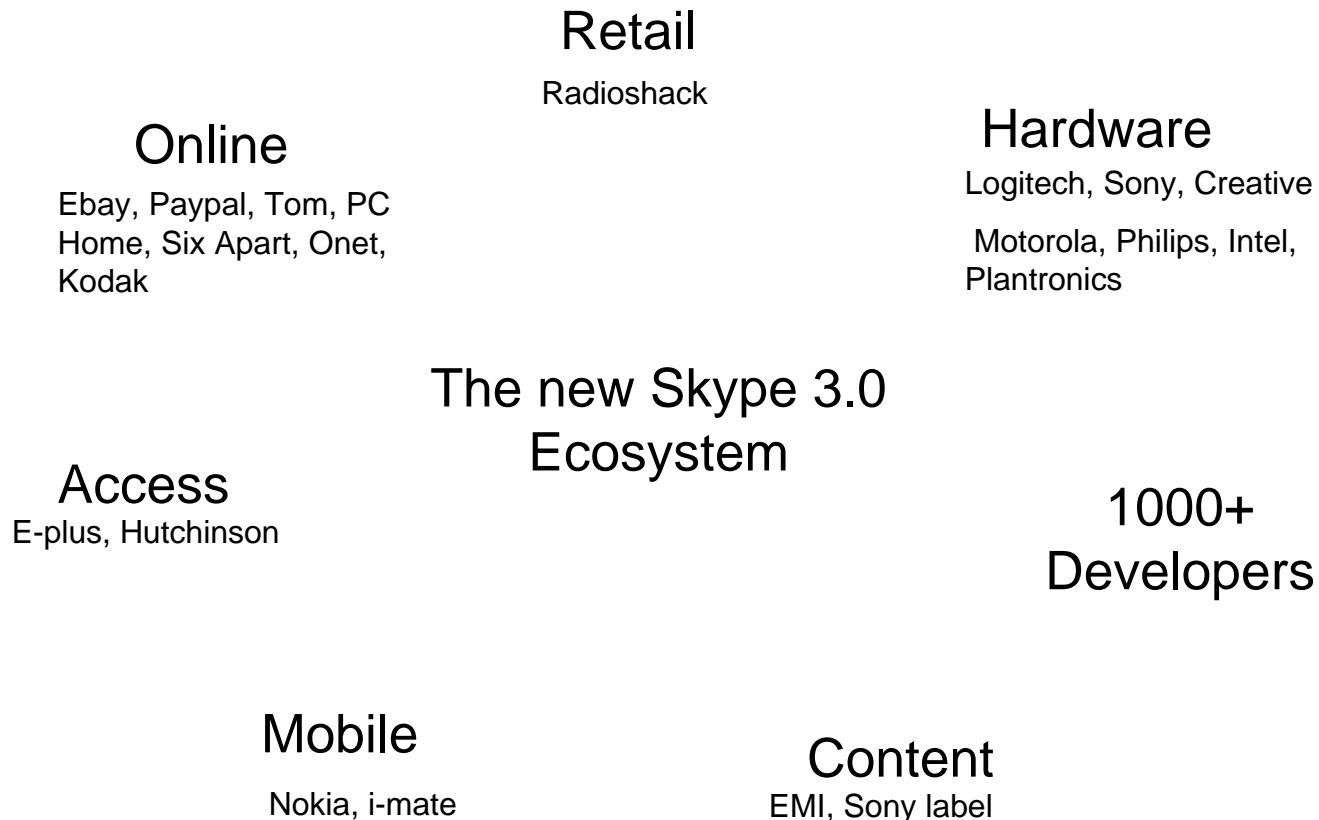 Retail
Radioshack
Online
Ebay, Paypal, Tom, PC
Home, Six Apart, Onet,
Kodak
Hardware
Logitech, Sony, Creative
Motorola, Philips, Intel,
Plantronics
The new Skype 3.0
Ecosystem
Access
E-plus, Hutchinson
1000+
Developers
Mobile
Nokia, i-mate
Content
EMI, Sony label